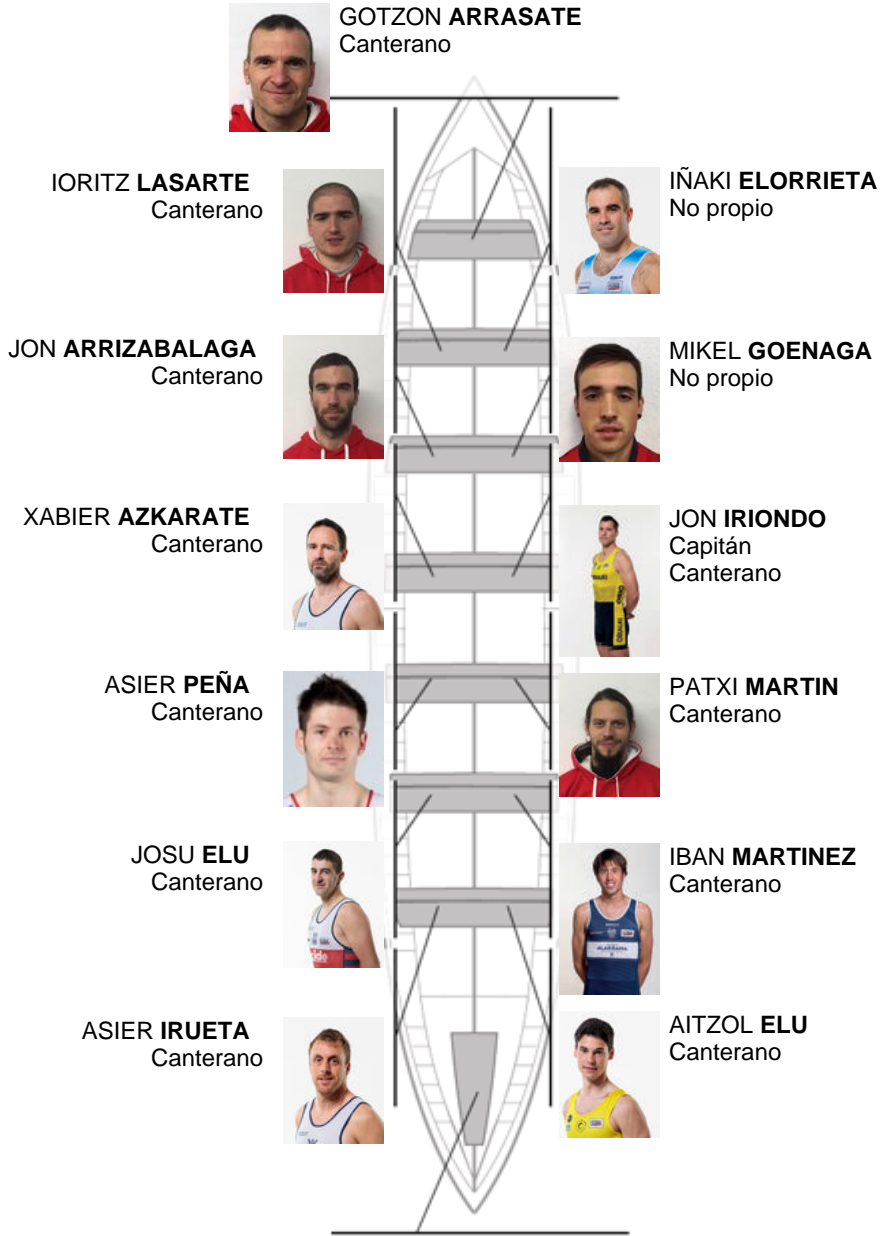 GOTZON ARRASATE
Canterano
IORITZ LASARTE
Canterano
IÑAKI ELORRIETA
No propio
JON ARRIZABALAGA
Canterano
MIKEL GOENAGA
No propio
XABIER AZKARATE
Canterano
JON IRIONDO
Capitán
Canterano
ASIER PEÑA
Canterano
PATXI MARTIN
Canterano
JOSU ELU
Canterano
IBAN MARTINEZ
Canterano
ASIER IRUETA
Canterano
AITZOL ELU
Canterano